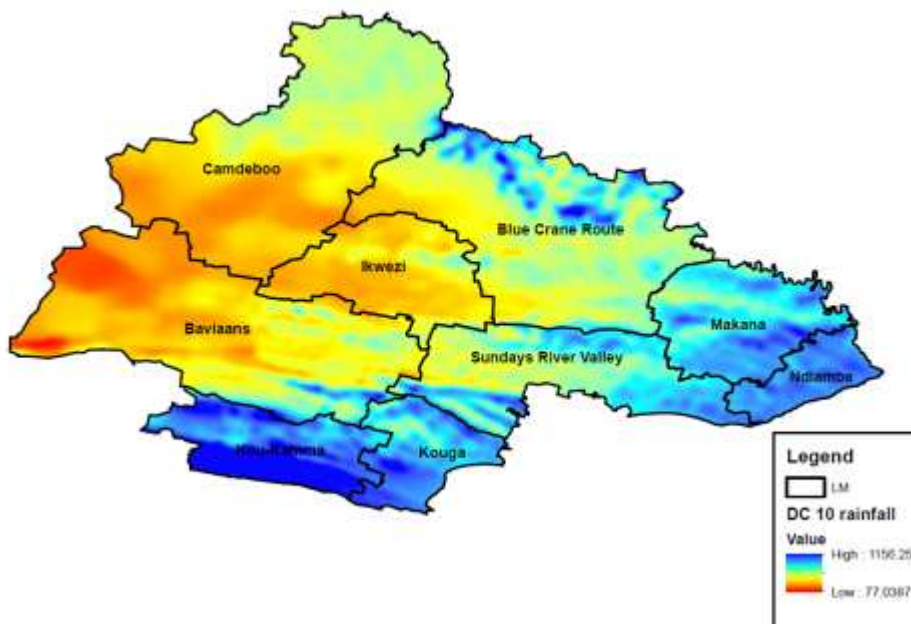 Camdeboo
Blue Crane Route
Ikwezi
Baviaans
Makana
Sundays River Valley
Ndlambe
Kou-Kamma
Kouga
Legend
LM
DC 10 rainfall
Value
High : 1156.25
Low : 77.0387